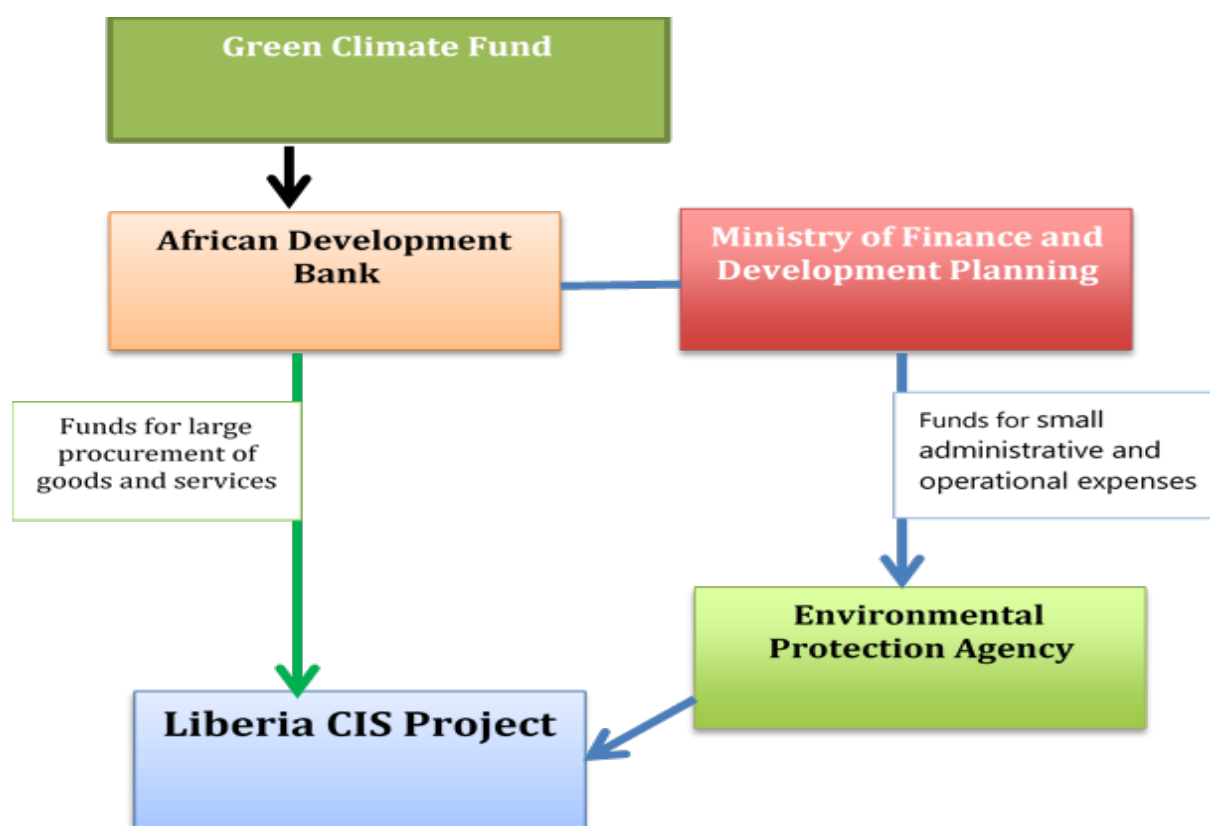 Green Climate Fund
African Development
Bank
Ministry of Finance and
Development Planning
Funds for large
procurement of
goods and services
Funds for small
administrative and
operational expenses
Environmental
Protection Agency
Liberia CIS Project